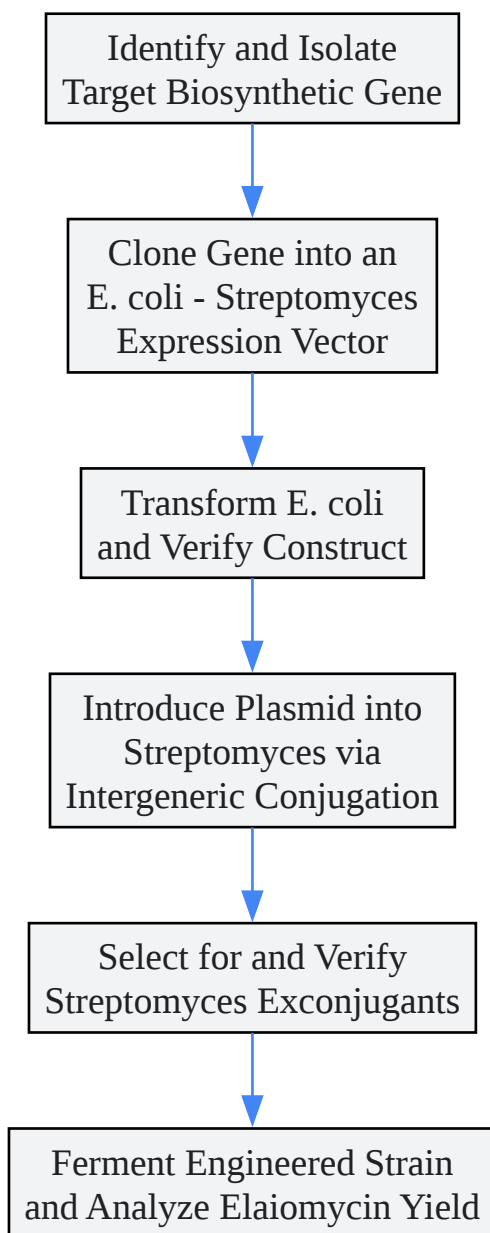 Identify and Isolate
Target Biosynthetic Gene
Clone Gene into an
E. coli - Streptomyces
Expression Vector
Transform E. coli
and Verify Construct
Introduce Plasmid into
Streptomyces via
Intergeneric Conjugation
Select for and Verify
Streptomyces Exconjugants
Ferment Engineered Strain
and Analyze Elaiomycin Yield